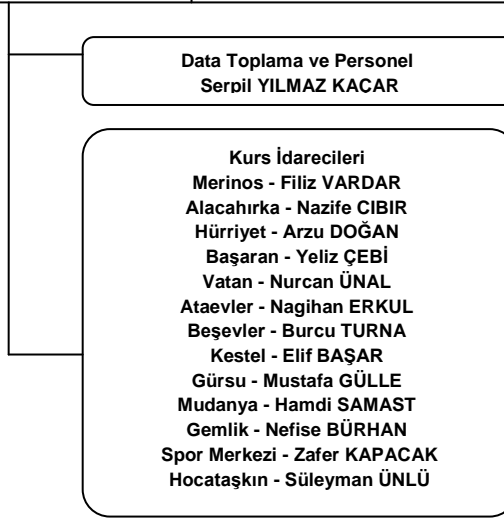 Data Toplama ve Personel
Serpil YILMAZ KAÇAR
Kurs İdarecileri
Merinos - Filiz VARDAR
Alacahırka - Nazife CIBIR
Hürriyet - Arzu DOĞAN
Başaran - Yeliz ÇEBİ
Vatan - Nurcan ÜNAL
Ataevler - Nagihan ERKUL
Beşevler - Burcu TURNA
Kestel - Elif BAŞAR
Gürsu - Mustafa GÜLLE
Mudanya - Hamdi SAMAST
Gemlik - Nefise BÜRHAN
Spor Merkezi - Zafer KAPACAK
Hocataşkın - Süleyman ÜNLÜ